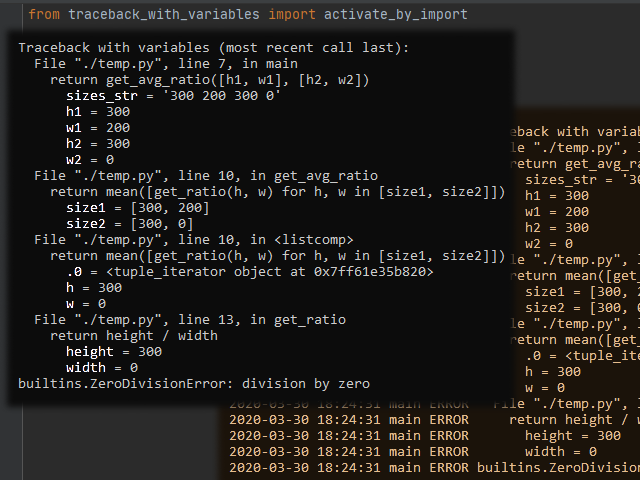 from traceback_with_variables import activate_by_import
Traceback with variables (most recent call last):
File "./temp.py", line 7, in main
return get_avg_ratio([h1, w1], [h2, w2])
sizes_str = '300 200 300 0'
h1 = 300
w1 = 200
h2 = 300
w2 = 0
File "./temp.py", line 10, in get_avg_ratio
return mean([get_ratio(h, w) for h, w in [size1, size2]])
size1 = [300, 200]
size2 = [300, 0]
File "./temp.py", line 10, in <listcomp>
return mean([get_ratio(h, w) for h, w in [size1, size2]])
.0 = <tuple_iterator object at 0x7ff61e35b820>
h = 300
w = 0
File "./temp.py", line 13, in get_ratio
return height / width
height = 300
width = 0
builtins.ZeroDivisionError: division by zero
eback with variab
le "./temp.py", l
return get_avg_ra
sizes_str = '30
h1 = 300
w1 = 200
h2 = 300
w2 = 0
le "./temp.py", l
return mean([get_
size1 = [300, 2
size2 = [300, 0
le "./temp.py", l
return mean([get_
.0 = <tuple_ite
h = 300
w = 0
2020-03-30 18:24:31 main ERROR File "./temp.py", l
2020-03-30 18:24:31 main ERROR return height / w
2020-03-30 18:24:31 main ERROR height = 300
2020-03-30 18:24:31 main ERROR width = 0
2020-03-30 18:24:31 main ERROR builtins.ZeroDivision